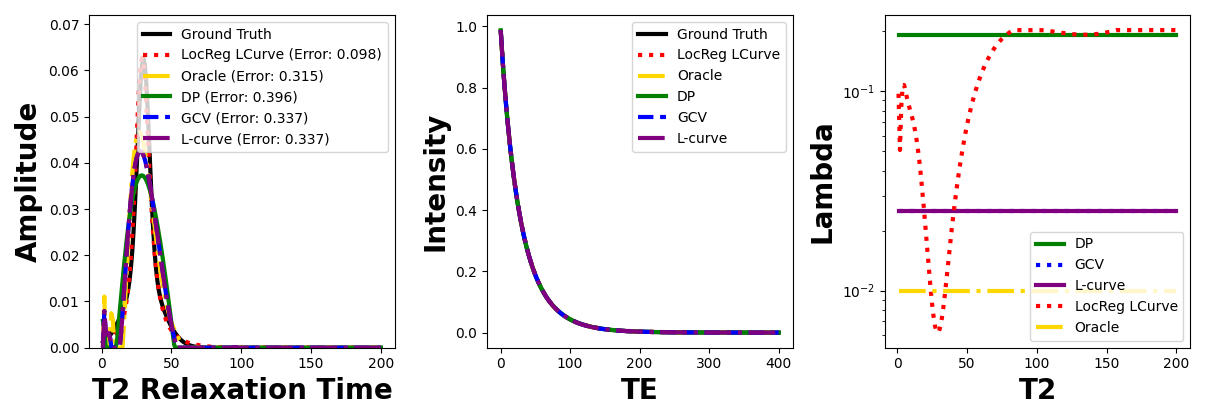 Amplitude
0.07
0.06
0.05
0.04
0.03
0.02
0.01
0.00
Ground Truth
LocReg LCurve (Error: 0.098)
Oracle (Error: 0.315)
DP (Error: 0.396)
GCV (Error: 0.337)
L-curve (Error: 0.337)
0 50 100 150 200
T2 Relaxation Time
Intensity
1.0
0.8
0.6
0.4
0.2
0.0
Ground Truth
LocReg LCurve
Oracle
DP
GCV
L-curve
0 100 200 300 400
TE
Lambda
10⁻¹
10⁻²
DP
GCV
L-curve
LocReg LCurve
Oracle
0 50 100 150 200
T2